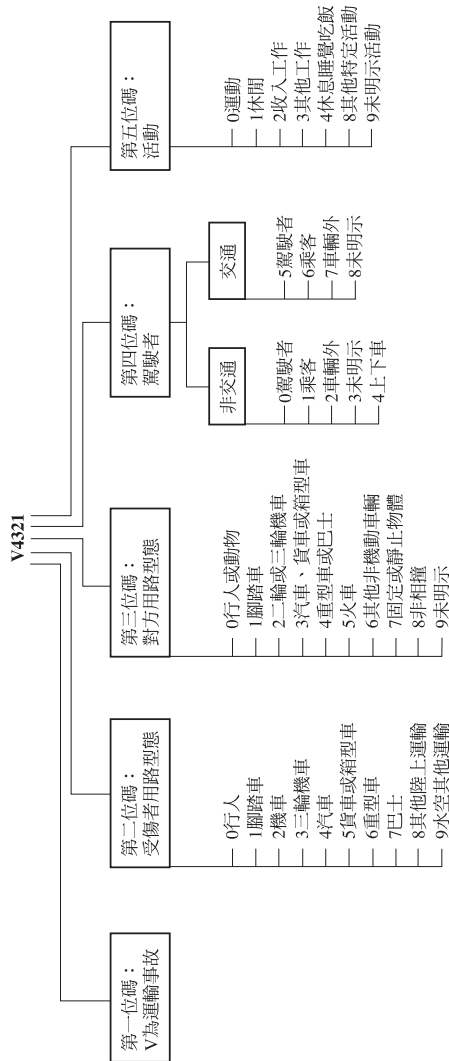 V4321
第一位碼：
V為運輸事故
第二位碼：
受傷者用路型態
0行人
1腳踏車
2機車
3三輪機車
4汽車
5貨車或箱型車
6重型車
7巴士
8其他陸上運輸
9水空其他運輸
第三位碼：
對方用路型態
0行人或動物
1腳踏車
2二輪或三輪機車
3汽車、貨車或箱型車
4重型車或巴士
5火車
6其他非機動車輛
7固定或靜止物體
8非相撞
9未明示
第四位碼：
駕駛者
非交通
0駕駛者
1乘客
2車輛外
3未明示
4上下車
交通
5駕駛者
6乘客
7車輛外
8未明示
第五位碼：
活動
0運動
1休閒
2收入工作
3其他工作
4休息睡覺吃飯
8其他特定活動
9未明示活動